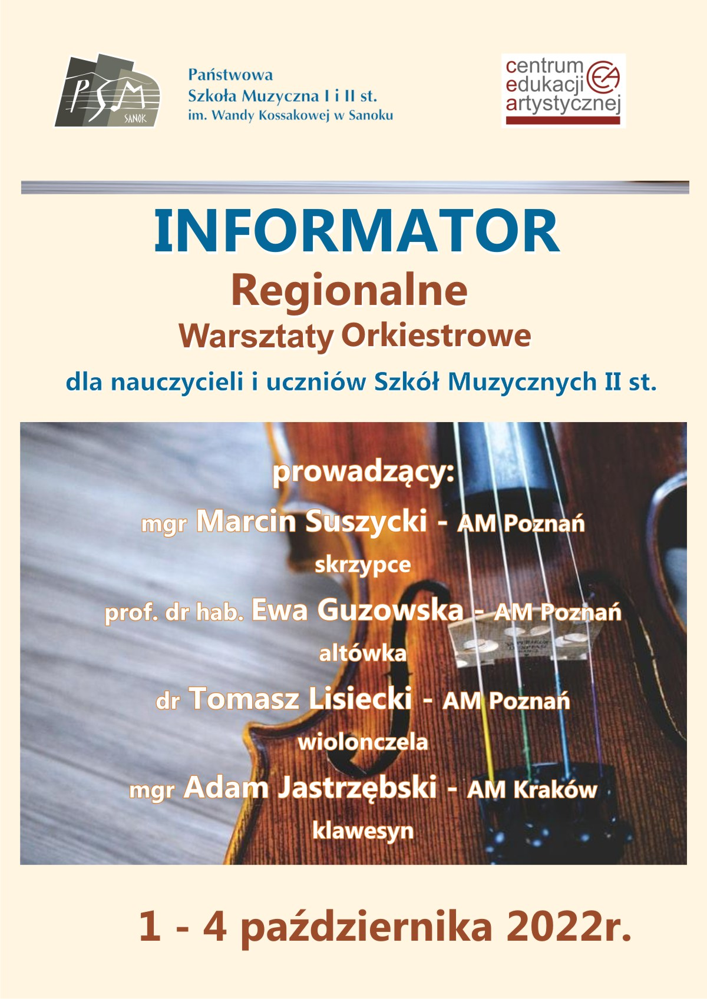 PSM
SANOK
Państwowa
Szkoła Muzyczna I i II st.
im. Wandy Kossakowej w Sanoku
centrum
edukacji
artystycznej
CEA
INFORMATOR
Regionalne
Warsztaty Orkiestrowe
dla nauczycieli i uczniów Szkół Muzycznych II st.
prowadzący:
mgr Marcin Suszycki - AM Poznań
skrzypce
prof. dr hab. Ewa Guzowska - AM Poznań
altówka
dr Tomasz Lisiecki - AM Poznań
wiolonczela
mgr Adam Jastrzębski - AM Kraków
klawesyn
1 - 4 października 2022r.